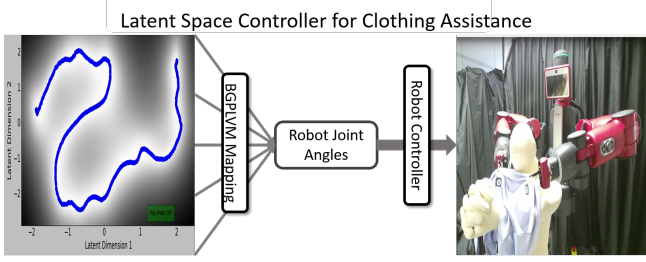 Latent Space Controller for Clothing Assistance
Latent Dimension 2
2
1
0
−1
−2
−2
−1
0
1
2
Latent Dimension 1
BGPLVM Mapping
Robot Joint
Angles
Robot Controller